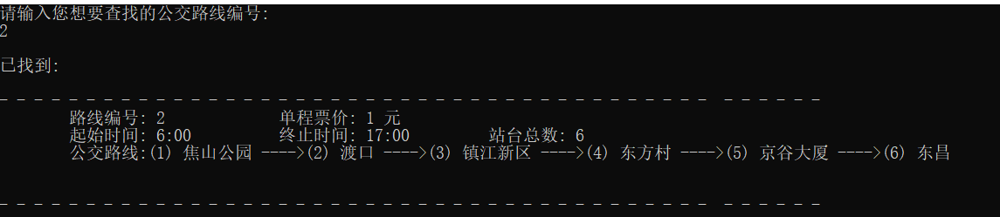 请输入您想要查找的公交路线编号:
2
已找到:
- - - - - - - - - - - - - - - - - - - - - - - - - - - - - - - - - - - - - - - - -  - - - - - -
路线编号: 2 单程票价: 1 元
起始时间: 6:00 终止时间: 17:00 站台总数: 6
公交路线:(1) 焦山公园 ---->(2) 渡口 ---->(3) 镇江新区 ---->(4) 东方村 ---->(5) 京谷大厦 ---->(6) 东昌
- - - - - - - - - - - - - - - - - - - - - - - - - - - - - - - - - - - - - - - - -  - - - - - -